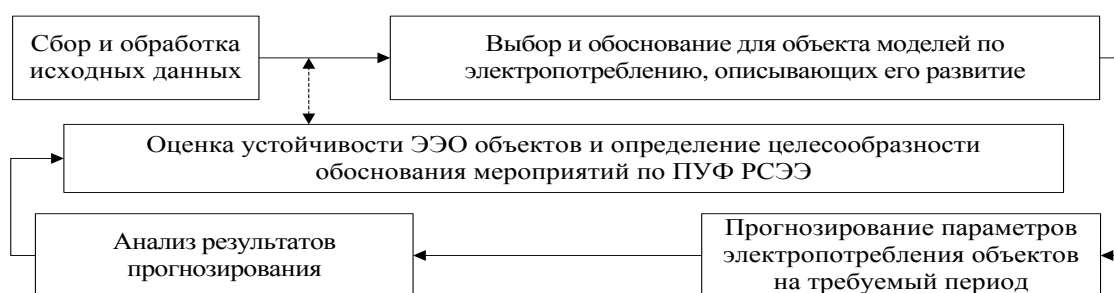 Сбор и обработка
исходных данных
Выбор и обоснование для объекта моделей по
электропотреблению, описывающих его развитие
Оценка устойчивости ЭЭО объектов и определение целесообразности
обоснования мероприятий по ПУФ РСЭЭ
Анализ результатов
прогнозирования
Прогнозирование параметров
электропотребления объектов
на требуемый период